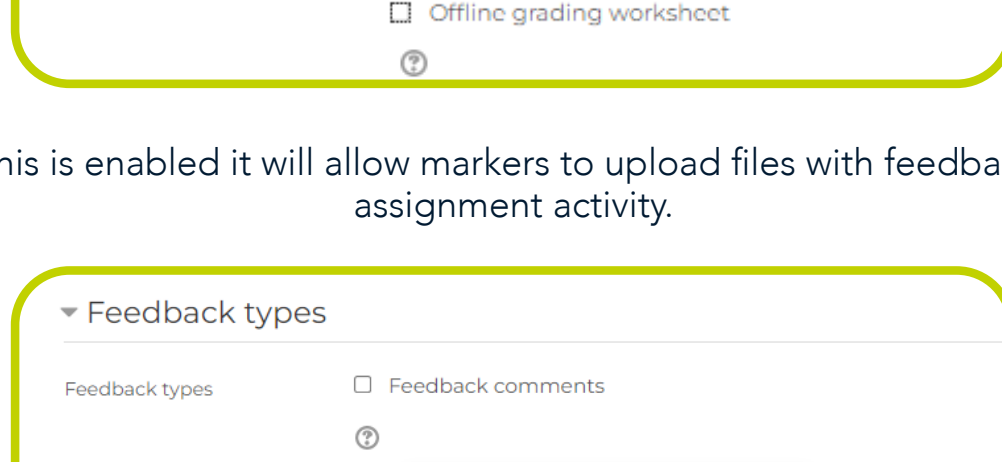 Offline grading worksheet
his is enabled it will allow markers to upload files with feedba
assignment activity.
Feedback types
Feedback types
Feedback comments